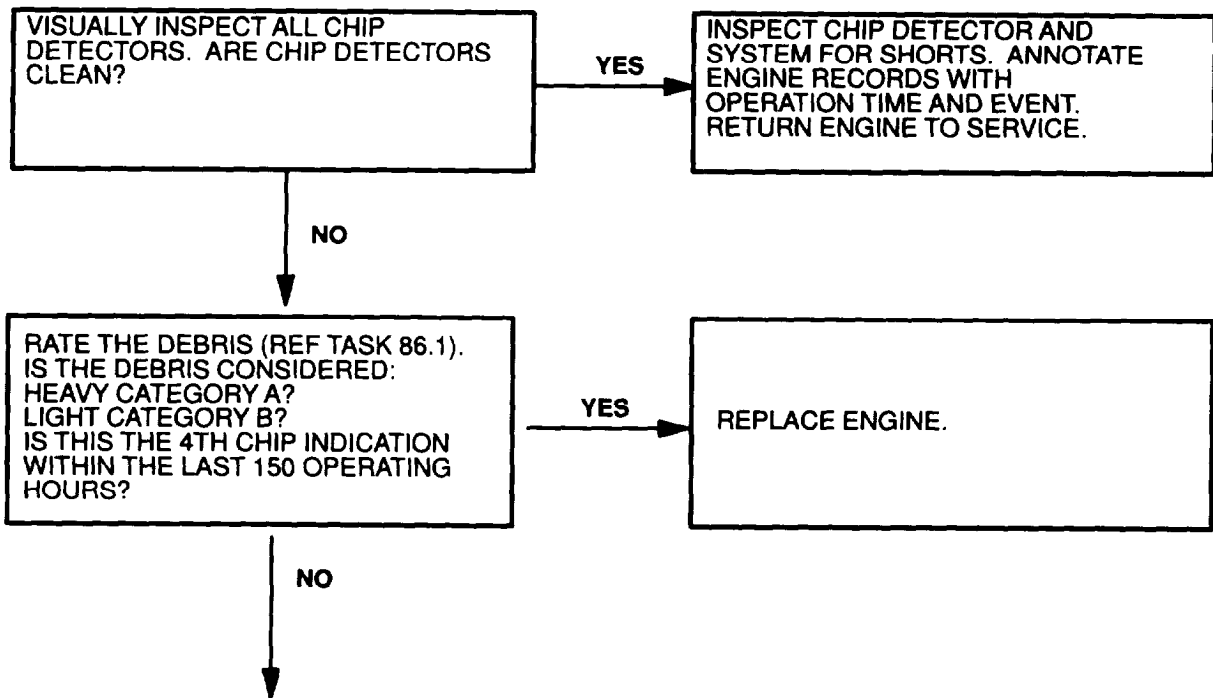 VISUALLY INSPECT ALL CHIP
DETECTORS. ARE CHIP DETECTORS
CLEAN?
YES
INSPECT CHIP DETECTOR AND
SYSTEM FOR SHORTS. ANNOTATE
ENGINE RECORDS WITH
OPERATION TIME AND EVENT.
RETURN ENGINE TO SERVICE.
NO
RATE THE DEBRIS (REF TASK 86.1).
IS THE DEBRIS CONSIDERED:
HEAVY CATEGORY A?
LIGHT CATEGORY B?
IS THIS THE 4TH CHIP INDICATION
WITHIN THE LAST 150 OPERATING
HOURS?
YES
REPLACE ENGINE.
NO